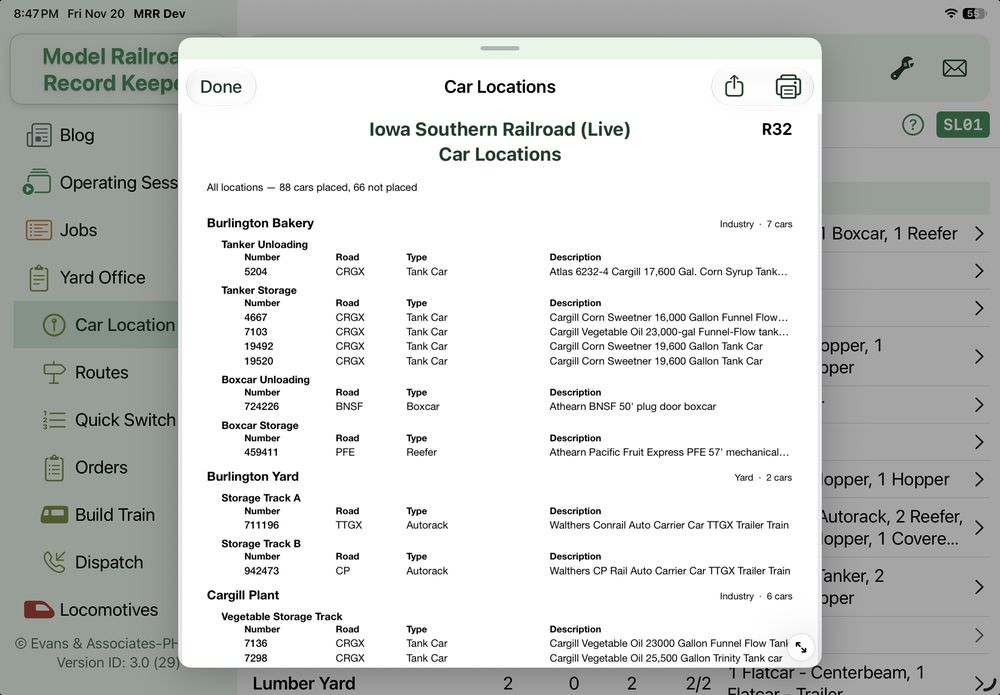 8:47 PM Fri Nov 20 MRR Dev
55
Model Railroa
Record Keepe
Blog
Operating Sess
Jobs
Yard Office
Car Location
Routes
Quick Switch
Orders
Build Train
Dispatch
Locomotives
© Evans & Associates-PH
Version ID: 3.0 (29)
Done
Car Locations
Iowa Southern Railroad (Live)
R32
Car Locations
All locations — 88 cars placed, 66 not placed
Burlington Bakery Industry · 7 cars
Tanker Unloading
Number Road Type Description
5204 CRGX Tank Car Atlas 6232-4 Cargill 17,600 Gal. Corn Syrup Tank...
Tanker Storage
Number Road Type Description
4667 CRGX Tank Car Cargill Corn Sweetner 16,000 Gallon Funnel Flow...
7103 CRGX Tank Car Cargill Vegetable Oil 23,000-gal Funnel-Flow tank...
19492 CRGX Tank Car Cargill Corn Sweetner 19,600 Gallon Tank Car
19520 CRGX Tank Car Cargill Corn Sweetner 19,600 Gallon Tank Car
Boxcar Unloading
Number Road Type Description
724226 BNSF Boxcar Athearn BNSF 50' plug door boxcar
Boxcar Storage
Number Road Type Description
459411 PFE Reefer Athearn Pacific Fruit Express PFE 57' mechanical...
Burlington Yard Yard · 2 cars
Storage Track A
Number Road Type Description
711196 TTGX Autorack Walthers Conrail Auto Carrier Car TTGX Trailer Train
Storage Track B
Number Road Type Description
942473 CP Autorack Walthers CP Rail Auto Carrier Car TTGX Trailer Train
Cargill Plant Industry · 6 cars
Vegetable Storage Track
Number Road Type Description
7136 CRGX Tank Car Cargill Vegetable Oil 23000 Gallon Funnel Flow Tank
7298 CRGX Tank Car Cargill Vegetable Oil 25,500 Gallon Trinity Tank car
?
SL01
1 Boxcar, 1 Reefer
opper, 1
pper
opper, 1 Hopper
Autorack, 2 Reefer,
opper, 1 Covere...
Tanker, 2
pper
Lumber Yard 2 0 2 2/2
1 Flatcar - Centerbeam, 1
Flatcar - Trailer